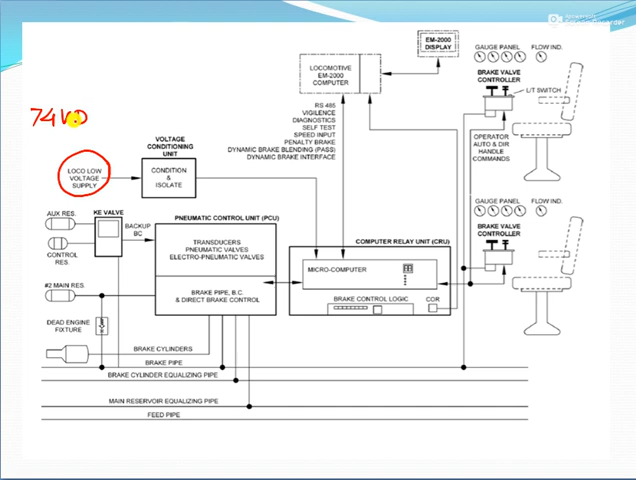 EM-2000
DISPLAY
GAUGE PANEL FLOW IND.
LOCOMOTIVE
EM-2000
COMPUTER
BRAKE VALVE
CONTROLLER
L/T SWITCH
RS 485
VIGILENCE
DIAGNOSTICS
SELF TEST
SPEED INPUT
PENALTY BRAKE
DYNAMIC BRAKE BLENDING (PASS)
DYNAMIC BRAKE INTERFACE
OPERATOR
AUTO & DIR
HANDLE
COMMANDS
74VD
VOLTAGE
CONDITIONING
UNIT
LOCO LOW
VOLTAGE
SUPPLY
CONDITION
&
ISOLATE
GAUGE PANEL FLOW IND.
BRAKE VALVE
CONTROLLER
AUX RES.
KE VALVE
BACKUP
BC
CONTROL
RES.
PNEUMATIC CONTROL UNIT (PCU)
TRANSDUCERS
PNEUMATIC VALVES
ELECTRO-PNEUMATIC VALVES
COMPUTER RELAY UNIT (CRU)
MICRO-COMPUTER
#2 MAIN RES.
BRAKE PIPE, B.C.
& DIRECT BRAKE CONTROL
BRAKE CONTROL LOGIC
COR
DEAD ENGINE
FIXTURE
BRAKE CYLINDERS
BRAKE PIPE
BRAKE CYLINDER EQUALIZING PIPE
MAIN RESERVOIR EQUALIZING PIPE
FEED PIPE